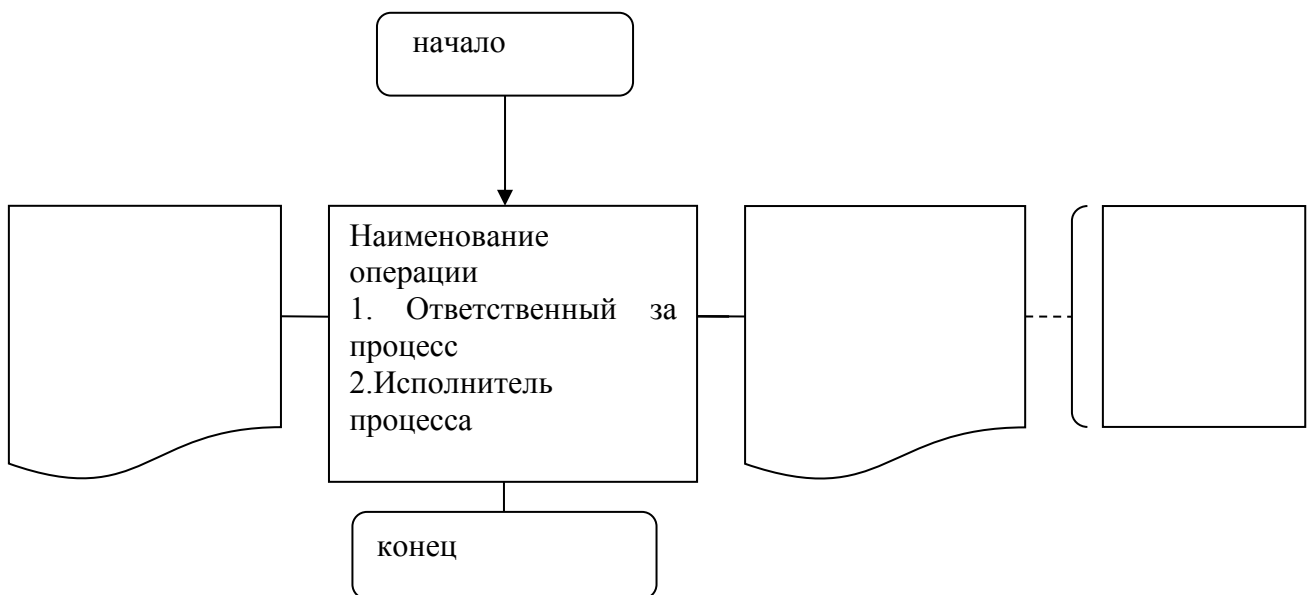 начало
Наименование
операции
1. Ответственный за
процесс
2.Исполнитель
процесса
конец